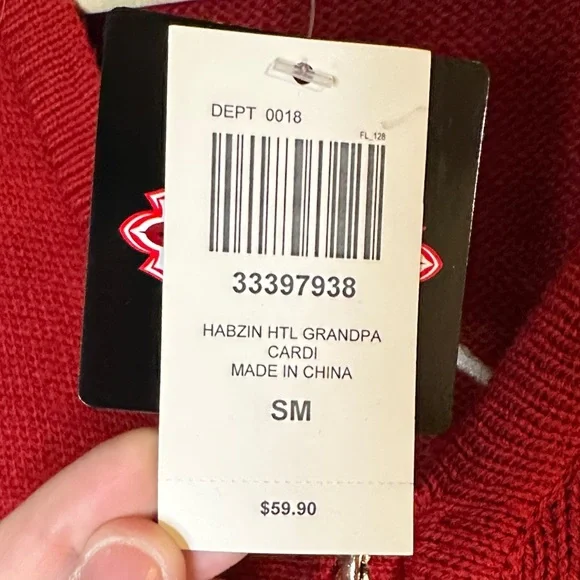 DEPT 0018
FL_128
33397938
HABZIN HTL GRANDPA
CARDI
MADE IN CHINA
SM
$59.90